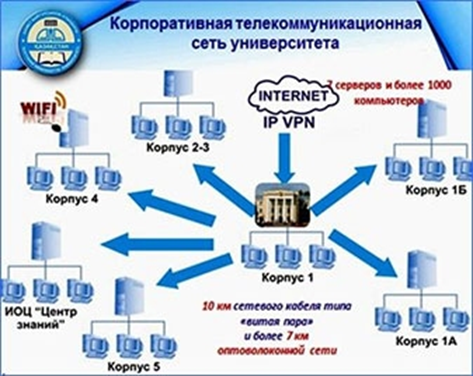 ҚАЗАҚСТАН
Корпоративная телекоммуникационная
сеть университета
WIFI
Корпус 4
Корпус 2-3
INTERNET
IP VPN
7 серверов и более 1000
компьютеров
Корпус 1Б
Корпус 1
ИОЦ "Центр
знаний"
Корпус 5
10 км сетевого кабеля типа
«витая пара»
и более 7 км
оптоволоконной сети
Корпус 1А